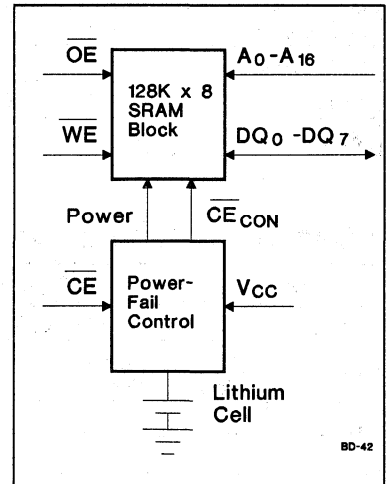 OE
A0-A16
128K x 8
SRAM
Block
WE
DQ0-DQ7
Power
CECON
CE
Power-
Fail
Control
VCC
Lithium
Cell
BD-42